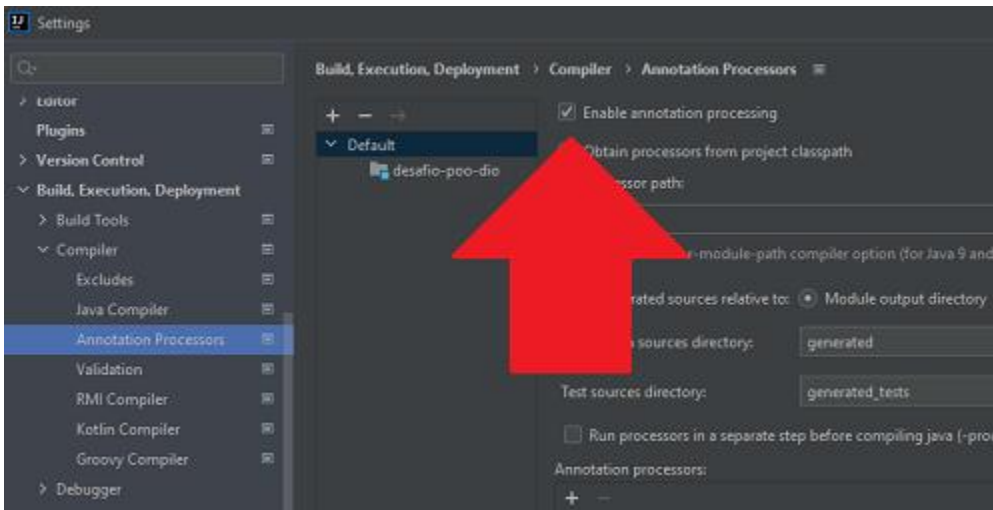 Settings
Editor
Plugins
Version Control
Build, Execution, Deployment
Build Tools
Compiler
Excludes
Java Compiler
Annotation Processors
Validation
RMI Compiler
Kotlin Compiler
Groovy Compiler
Debugger
Build, Execution, Deployment > Compiler > Annotation Processors
Default
desafio-poo-dio
Enable annotation processing
Obtain processors from project classpath
path:
-module-path compiler option (for Java 9 and
sources relative to: Module output directory
sources directory: generated
Test sources directory: generated_tests
Run processors in a separate step before compiling java
Annotation processors: